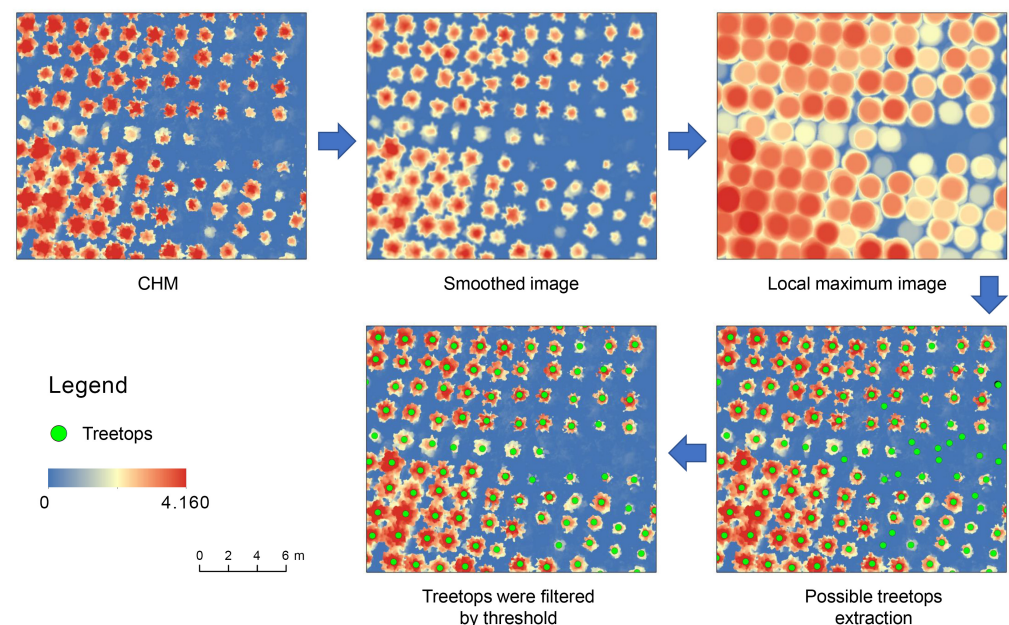 CHM
Smoothed image
Local maximum image
Legend
Treetops
0
4.160
0 2 4 6 m
Treetops were filtered
by threshold
Possible treetops
extraction